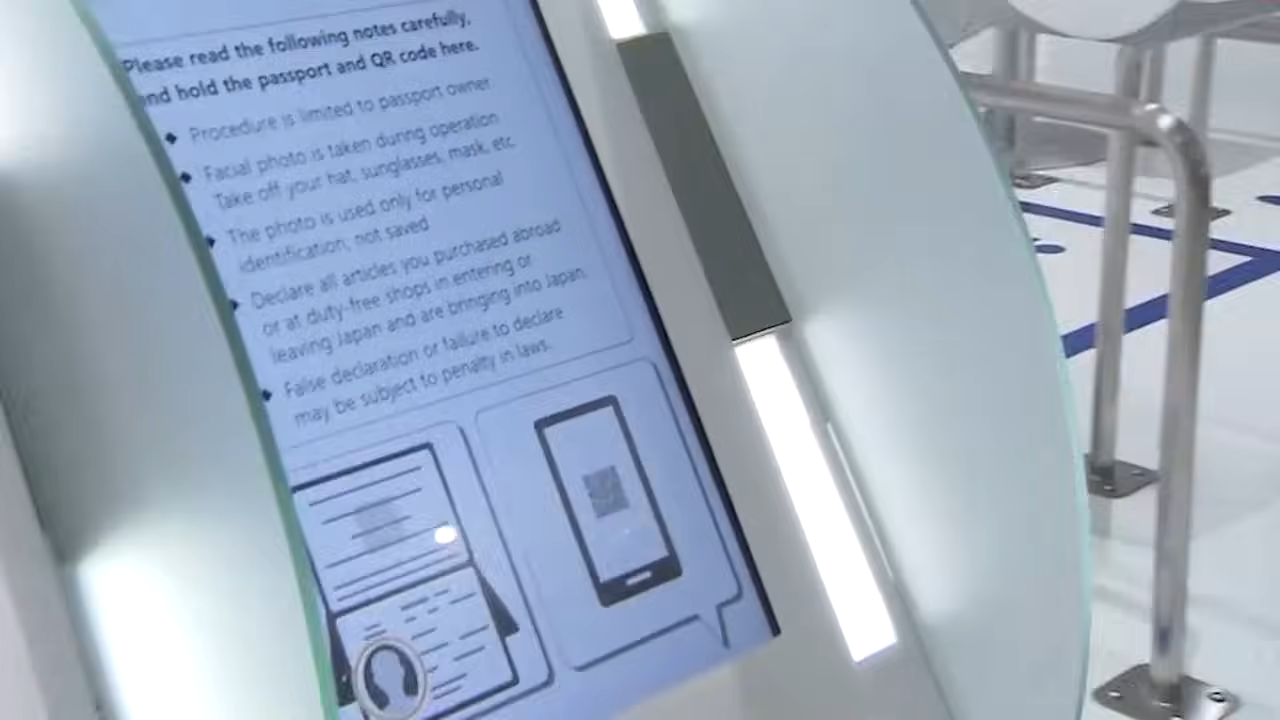 Please read the following notes carefully,
and hold the passport and QR code here.
◆ Procedure is limited to passport owner
◆ Facial photo is taken during operation
Take off your hat, sunglasses, mask, etc
◆ The photo is used only for personal
identification, not saved
◆ Declare all articles you purchased abroad
or at duty-free shops in entering or
leaving Japan and are bringing into Japan.
◆ False declaration or failure to declare
may be subject to penalty in laws.